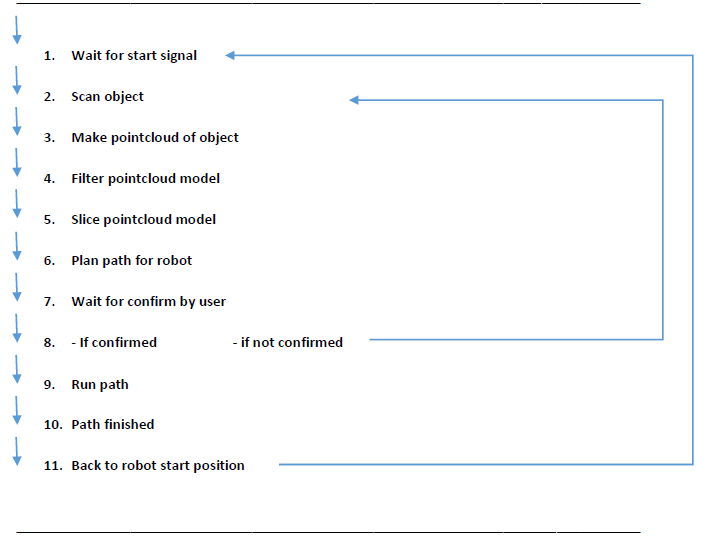 1. Wait for start signal
2. Scan object
3. Make pointcloud of object
4. Filter pointcloud model
5. Slice pointcloud model
6. Plan path for robot
7. Wait for confirm by user
8. - If confirmed - if not confirmed
9. Run path
10. Path finished
11. Back to robot start position